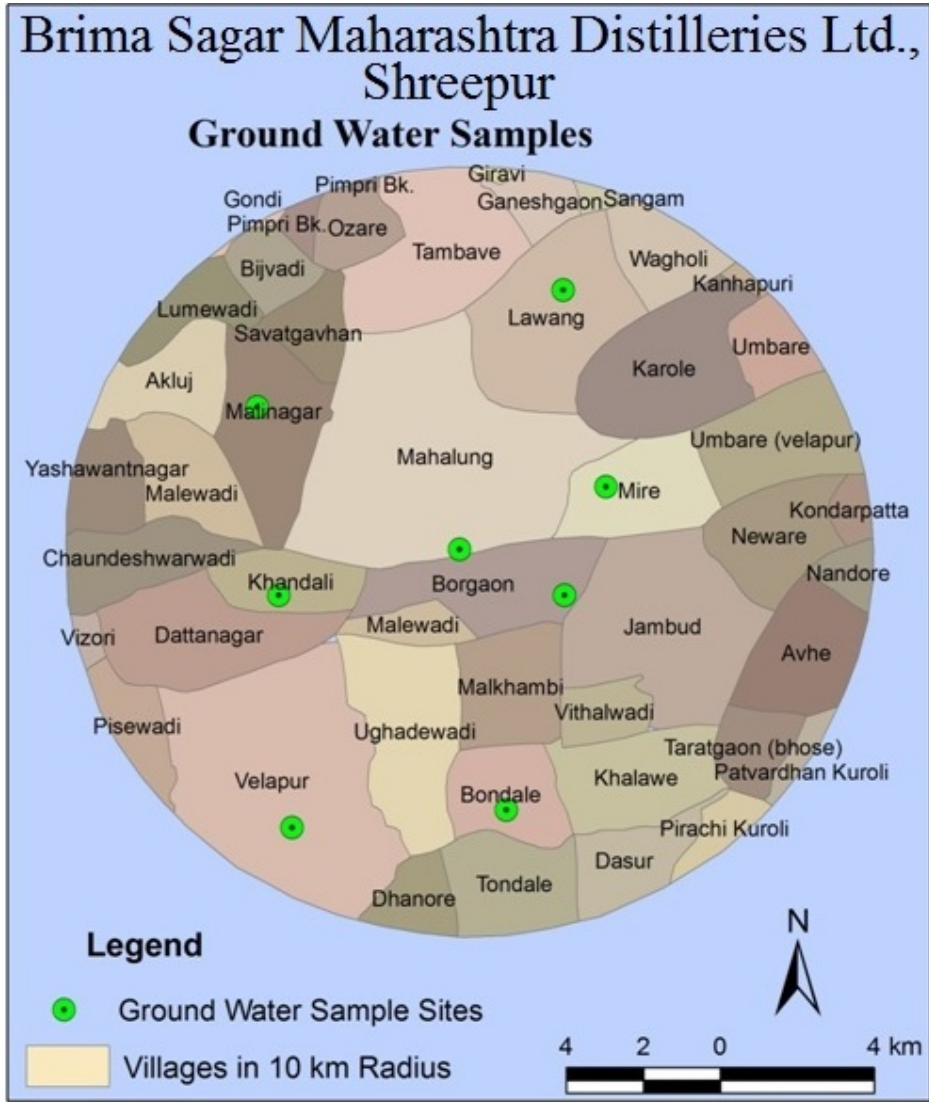 Brima Sagar Maharashtra Distilleries Ltd.,
Shreepur
Ground Water Samples
Giravi
Pimpri Bk.
Gondi
Ganeshgaon
Sangam
Pimpri Bk.
Ozare
Tambave
Wagholi
Bijvadi
Kanhapuri
Lumewadi
Lawang
Savatgavhan
Umbare
Karole
Akluj
Malinagar
Umbare (velapur)
Mahalung
Yashawantnagar
Malewadi
Mire
Kondarpatta
Neware
Chaundeshwarwadi
Nandore
Khandali
Borgaon
Malewadi
Jambud
Vizori
Dattanagar
Avhe
Malkhambi
Vithalwadi
Pisewadi
Ughadewadi
Taratgaon (bhose)
Patvardhan Kuroli
Velapur
Khalawe
Bondale
Pirachi Kuroli
Dasur
Tondale
Dhanore
N
Legend
Ground Water Sample Sites
Villages in 10 km Radius
4 2 0 4 km